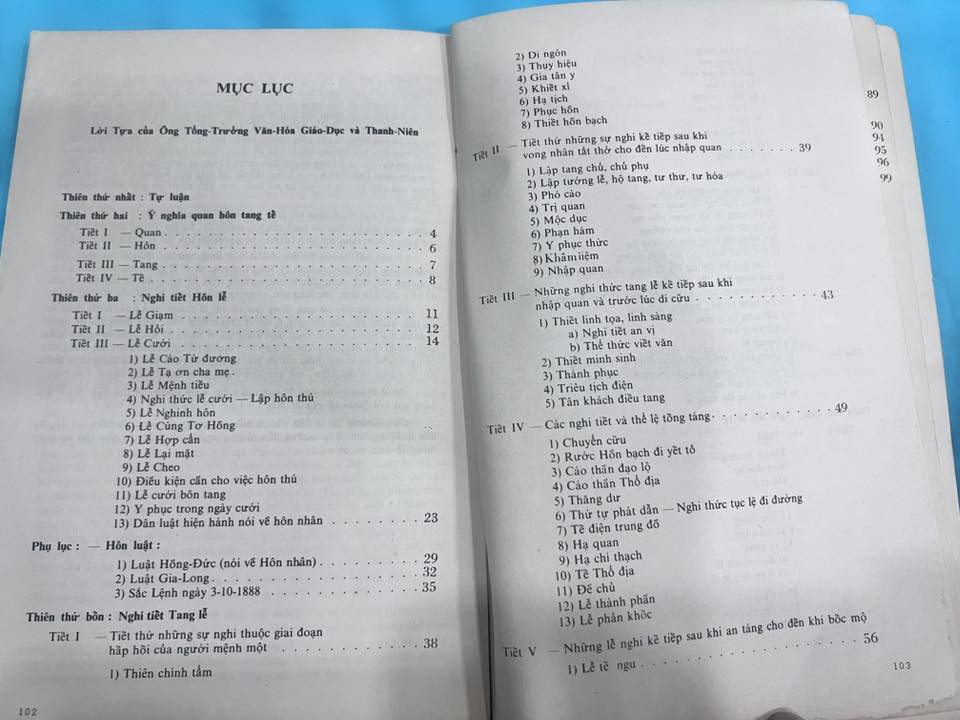 MỤC LỤC
Lời Tựa của Ông Tổng-Trưởng Văn-Hóa Giáo-Dục và Thanh-Niên
Thiên thứ nhất : Tự luận
Thiên thứ hai : Ý nghĩa quan hôn tang tế
Tiết I — Quan . . . . . . . . . . . . . . . . . . 4
Tiết II — Hôn . . . . . . . . . . . . . . . . . . 6
Tiết III — Tang . . . . . . . . . . . . . . . . . . 7
Tiết IV — Tế . . . . . . . . . . . . . . . . . . 8
Thiên thứ ba : Nghi tiết Hôn lễ
Tiết I — Lễ Giạm . . . . . . . . . . . . . . . . . . 11
Tiết II — Lễ Hỏi . . . . . . . . . . . . . . . . . . 12
Tiết III — Lễ Cưới . . . . . . . . . . . . . . . . . . 14
1) Lễ Cáo Từ đường
2) Lễ Tạ ơn cha mẹ .
3) Lễ Mệnh tiếu
4) Nghi thức lễ cưới — Lập hôn thú
5) Lễ Nghinh hôn
6) Lễ Cúng Tơ Hồng
7) Lễ Hợp cẩn
8) Lễ Lại mặt
9) Lễ Cheo
10) Điều kiện cần cho việc hôn thú
11) Lễ cưới bôn tang
12) Y phục trong ngày cưới
13) Dân luật hiện hành nói về hôn nhân . . . . . . . . 23
Phụ lục : — Hôn luật :
1) Luật Hồng-Đức (nói về Hôn nhân) . . . . . . . . 29
2) Luật Gia-Long . . . . . . . . . . . . . . . 32
3) Sắc Lệnh ngày 3-10-1888 . . . . . . . . . . . . 35
Thiên thứ bốn : Nghi tiết Tang lễ
Tiết I — Tiết thứ những sự nghi thuộc giai đoạn
hấp hối của người mệnh một . . . . . . . . . . . . 38
1) Thiên chính tẩm
102
2) Di ngôn
3) Thụy hiệu
4) Gia tân y
5) Khiết xỉ
6) Hạ tịch
7) Phục hồn
8) Thiết hồn bạch
Tiết II — Tiết thứ những sự nghi kế tiếp sau khi
vong nhân tắt thở cho đến lúc nhập quan . . . . . . . 39
1) Lập tang chủ, chủ phụ
2) Lập tướng lễ, hộ tang, tư thư, tư hóa
3) Phó cáo
4) Trị quan
5) Mộc dục
6) Phạn hàm
7) Y phục thức
8) Khâmliệm
9) Nhập quan
Tiết III — Những nghi thức tang lễ kế tiếp sau khi
nhập quan và trước lúc di cửu . . . . . . . . . . . . 43
1) Thiết linh tọa, linh sàng
a) Nghi tiết an vị
b) Thể thức viết văn
2) Thiết minh sinh
3) Thành phục
4) Triêu tịch điện
5) Tân khách điếu tang
Tiết IV — Các nghi tiết và thể lệ tống táng . . . . . . . . . 49
1) Chuyển cửu
2) Rước Hồn bạch đi yết tổ
3) Cáo thần đạo lộ
4) Cáo thần Thổ địa
5) Thăng dư
6) Thứ tự phát dẫn — Nghi thức tục lệ đi đường
7) Tế điện trung đồ
8) Hạ quan
9) Hạ chí thạch
10) Tế Thổ địa
11) Đề chủ
12) Lễ thành phần
13) Lễ phản khốc
Tiết V — Những lễ nghi kế tiếp sau khi an táng cho đến khi bốc mộ
1) Lễ tế ngu . . . . . . . . . . . . . . . . . . 56
103
89
90
94
95
96
99